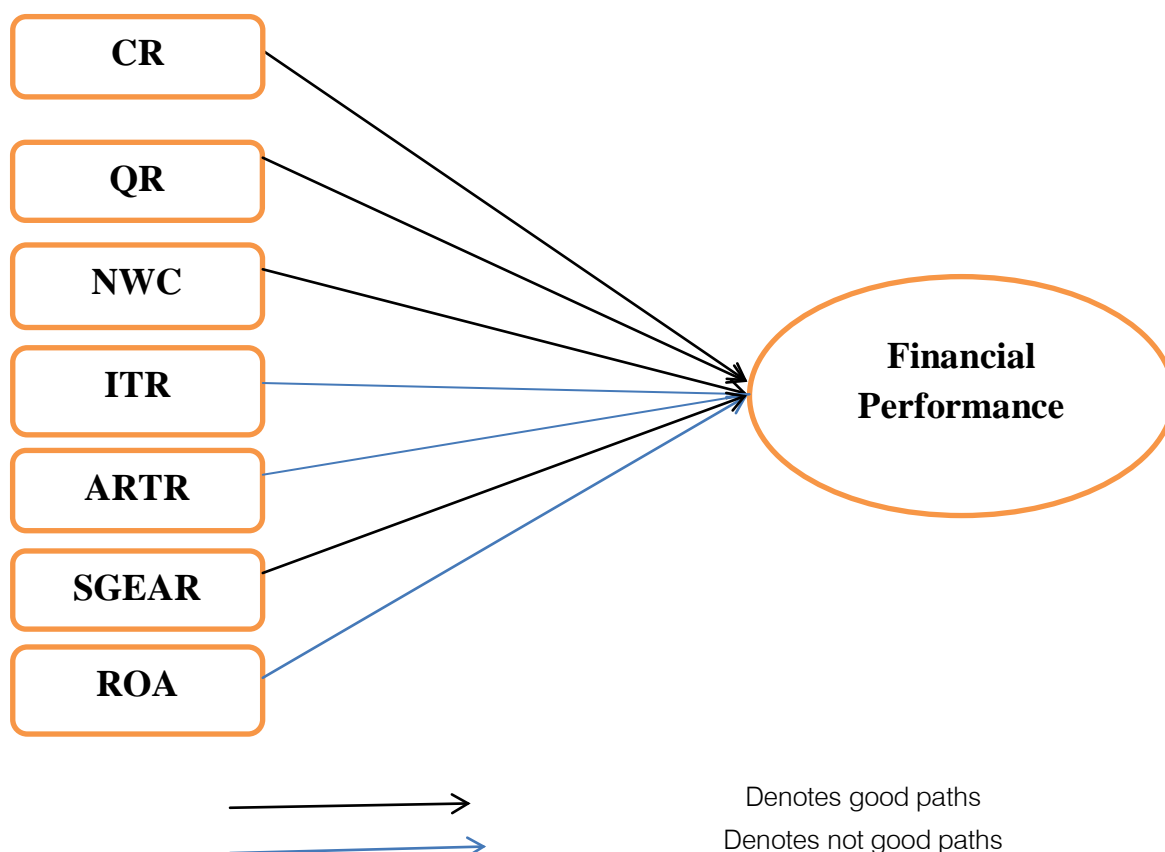 CR
QR
NWC
ITR
ARTR
SGEAR
ROA
Financial
Performance
Denotes good paths
Denotes not good paths